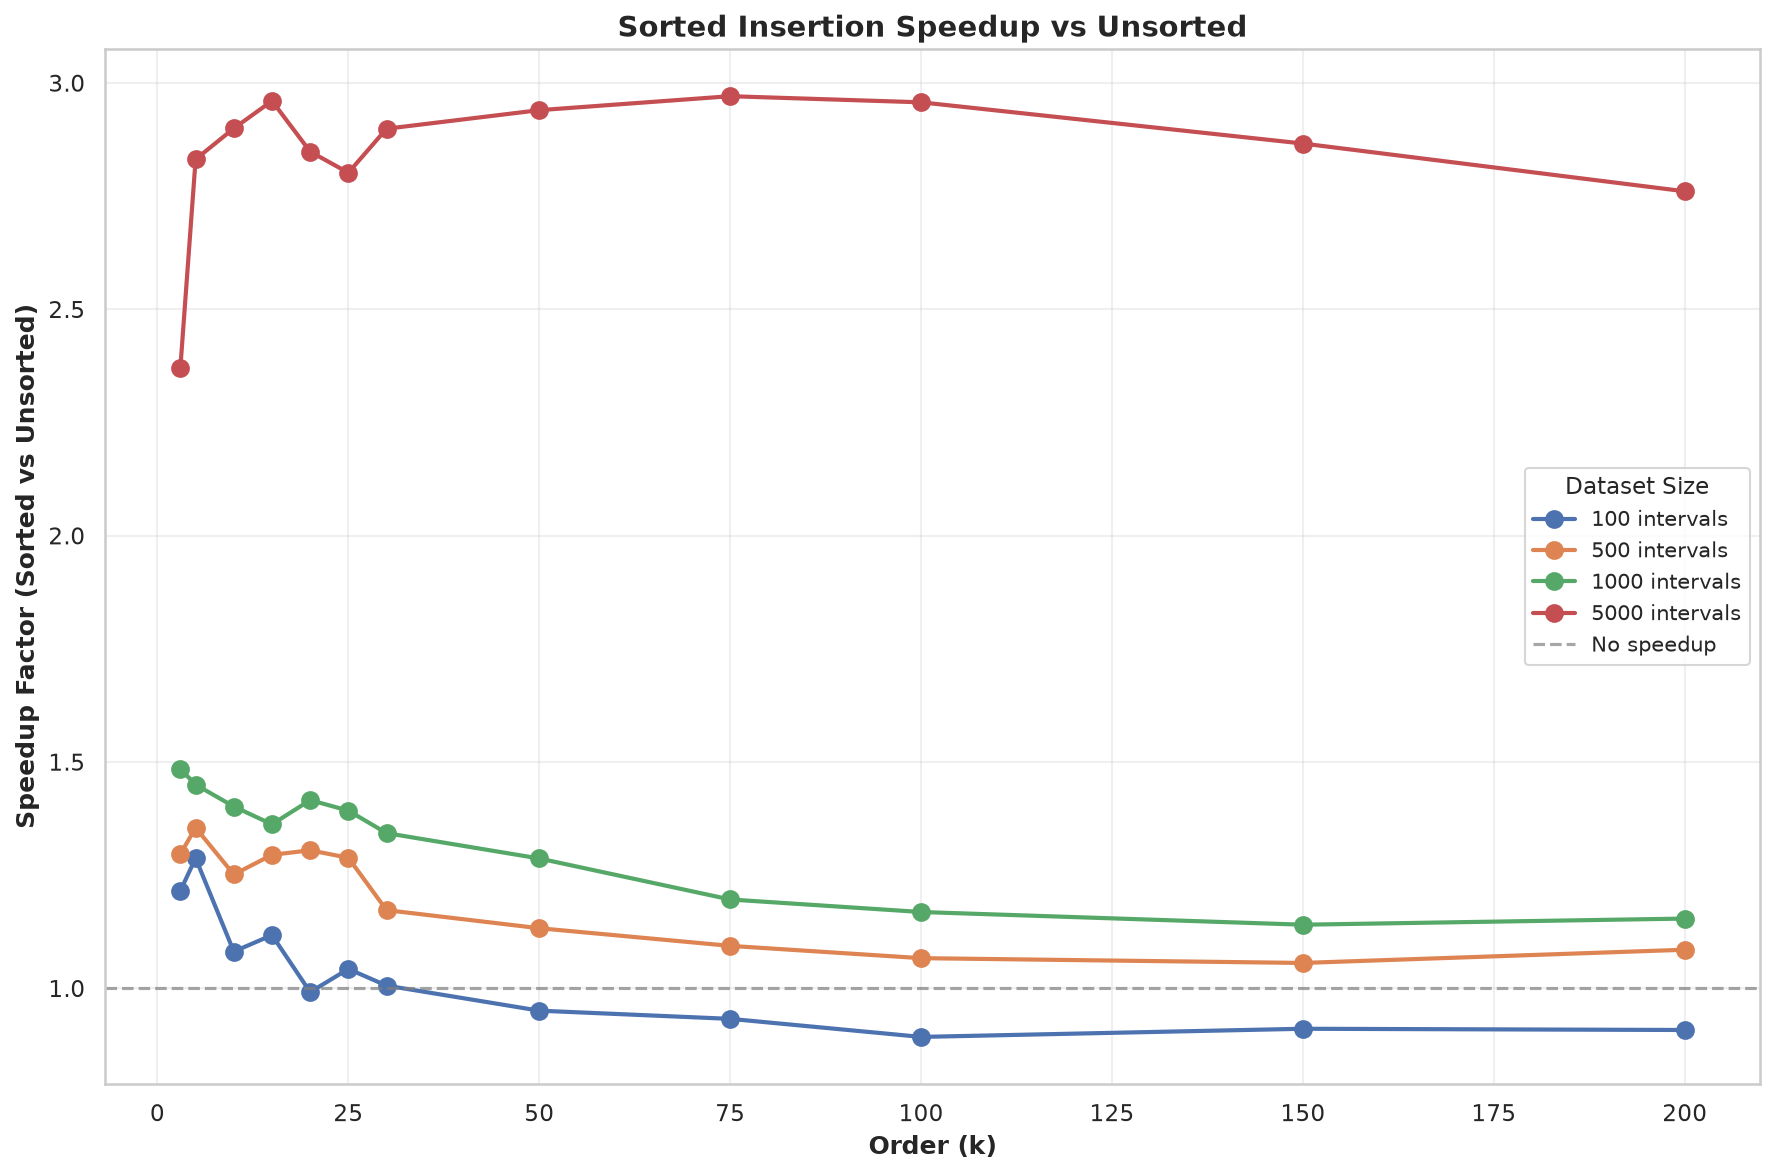 Sorted Insertion Speedup vs Unsorted
Speedup Factor (Sorted vs Unsorted)
3.0
2.5
2.0
1.5
1.0
Dataset Size
100 intervals
500 intervals
1000 intervals
5000 intervals
No speedup
0 25 50 75 100 125 150 175 200
Order (k)